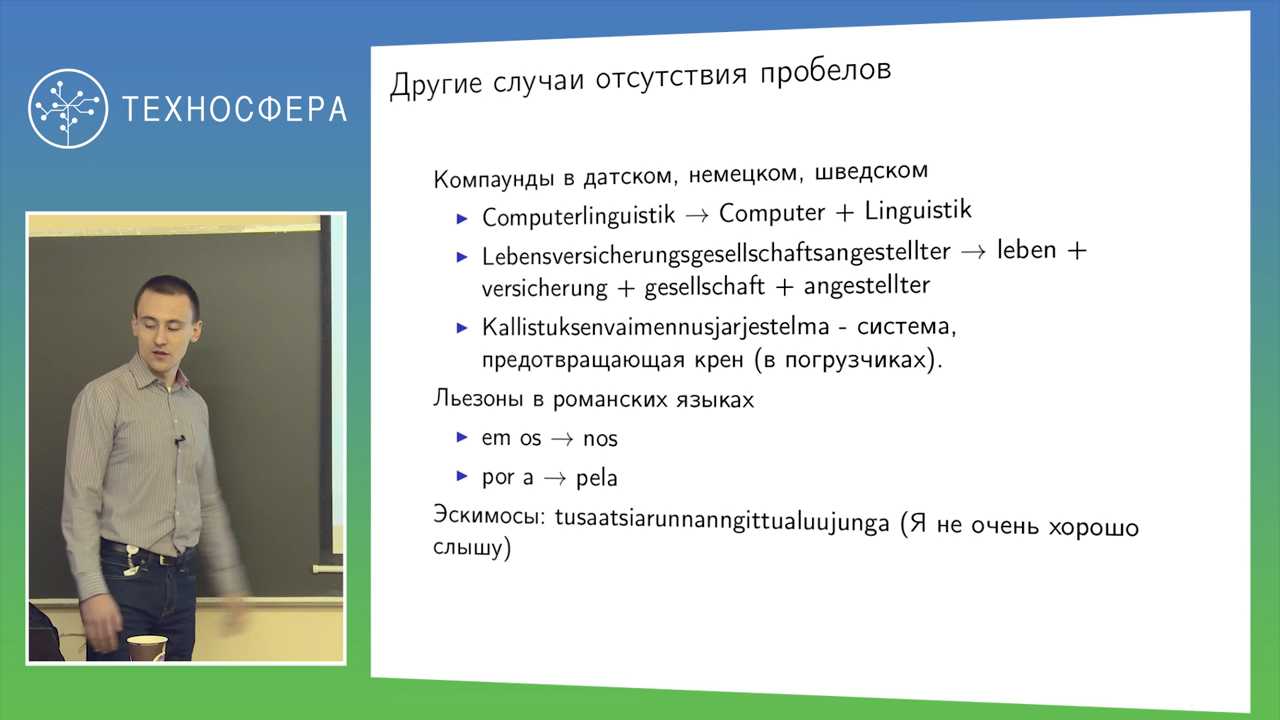 ТЕХНОСФЕРА
Другие случаи отсутствия пробелов
Компаунды в датском, немецком, шведском
Computerlinguistik → Computer + Linguistik
Lebensversicherungsgesellschaftsangestellter → leben +
versicherung + gesellschaft + angestellter
Kallistuksenvaimennusjarjestelma - система,
предотвращающая крен (в погрузчиках).
Льезоны в романских языках
em os → nos
por a → pela
Эскимосы: tusaatsiarunnanngittualuujunga (Я не очень хорошо
слышу)